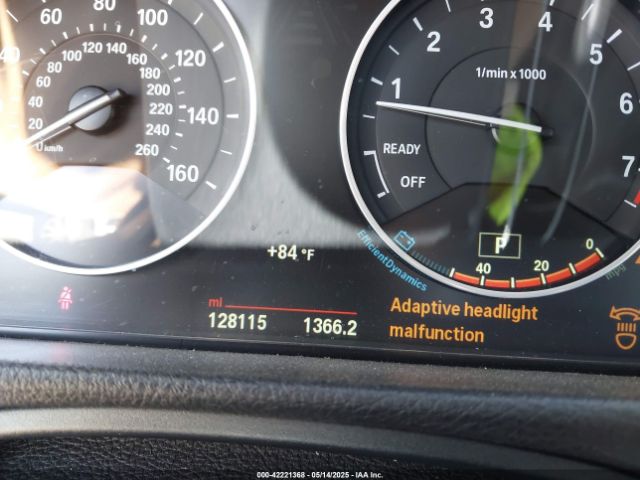 60 80 100 120 140 160
0 km/h 20 40 60 80 100 120 140 160 180 200 220 240 260
1 2 3 4 5 6 7
1/min x 1000
READY
OFF
EfficientDynamics
P
40 20 0
mpg
+84 °F
mi
128115 1366.2
Adaptive headlight
malfunction
000-42221368 - 05/14/2025 - IAA Inc.